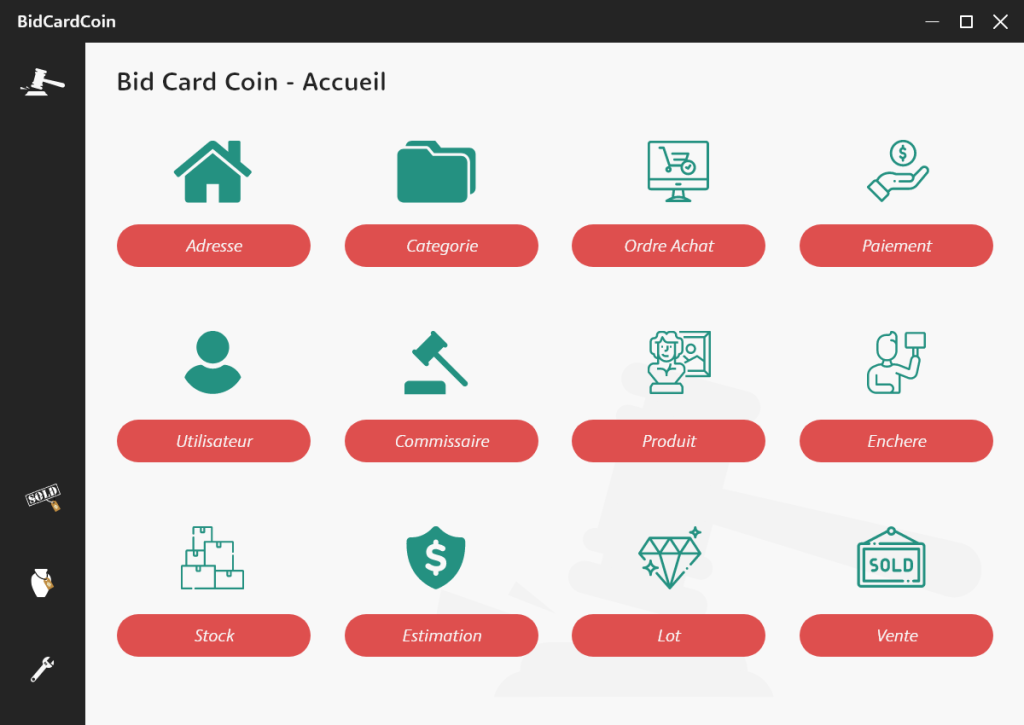 BidCardCoin
Bid Card Coin - Accueil
$
Adresse
Categorie
Ordre Achat
Paiement
Utilisateur
Commissaire
Produit
Enchere
SOLD
$
SOLD
Stock
Estimation
Lot
Vente